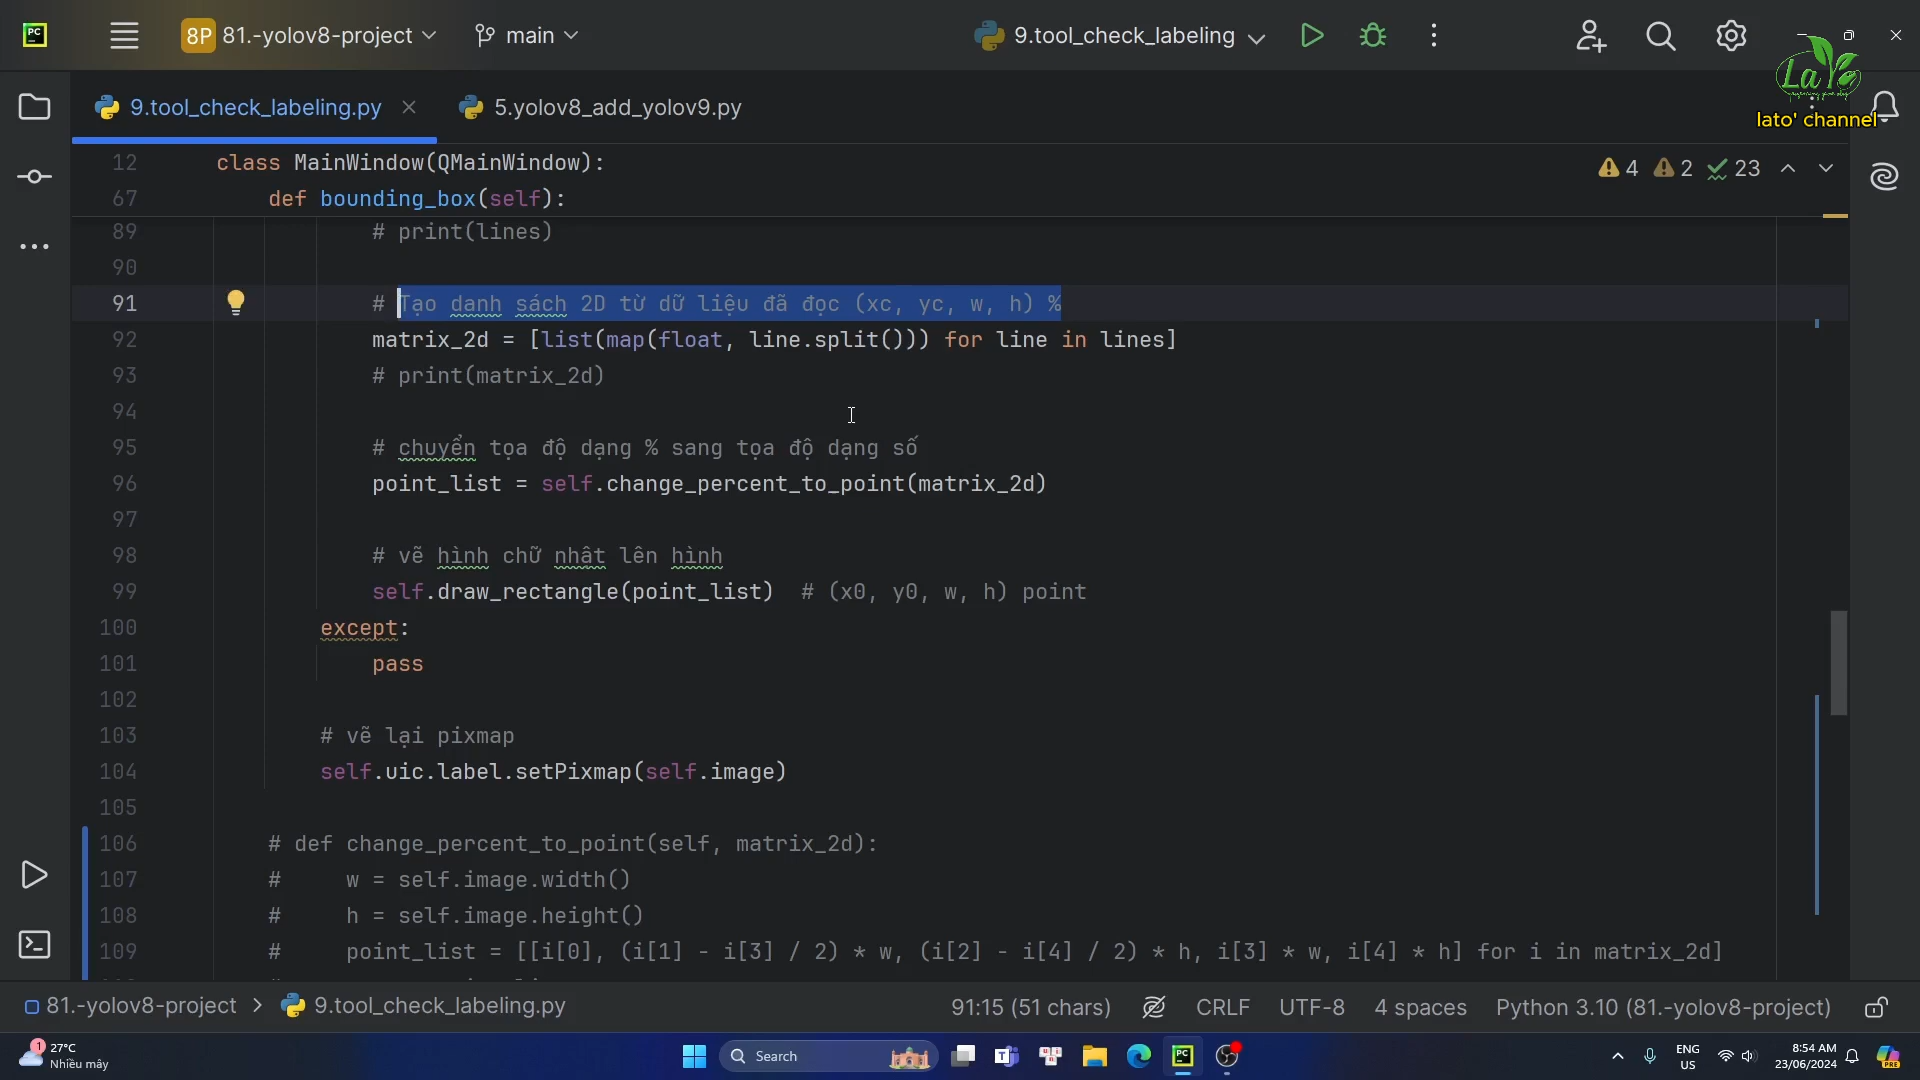 PC
8P 81.-yolov8-project
main
9.tool_check_labeling
LaTo
lato' channel
9.tool_check_labeling.py
5.yolov8_add_yolov9.py
12 class MainWindow(QMainWindow):
4 2 23
67 def bounding_box(self):
89 # print(lines)
90
91 # Tạo danh sách 2D từ dữ liệu đã đọc (xc, yc, w, h) %
92 matrix_2d = [list(map(float, line.split())) for line in lines]
93 # print(matrix_2d)
94
95 # chuyển tọa độ dạng % sang tọa độ dạng số
96 point_list = self.change_percent_to_point(matrix_2d)
97
98 # vẽ hình chữ nhât lên hình
99 self.draw_rectangle(point_list) # (x0, y0, w, h) point
100 except:
101 pass
102
103 # vẽ lại pixmap
104 self.uic.label.setPixmap(self.image)
105
106 # def change_percent_to_point(self, matrix_2d):
107 # w = self.image.width()
108 # h = self.image.height()
109 # point_list = [[i[0], (i[1] - i[3] / 2) * w, (i[2] - i[4] / 2) * h, i[3] * w, i[4] * h] for i in matrix_2d]
81.-yolov8-project > 9.tool_check_labeling.py
91:15 (51 chars) CRLF UTF-8 4 spaces Python 3.10 (81.-yolov8-project)
1
27°C
Nhiều mây
Search
PC
ENG
US
8:54 AM
23/06/2024
PRE